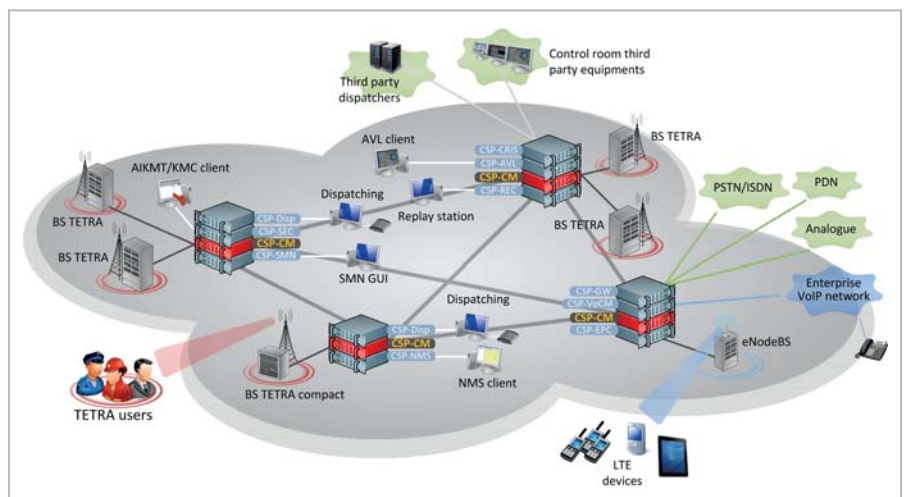 Third party
dispatchers
Control room third
party equipments
AVL client
CSP-CRIS
CSP-AVL
CSP-CM
CSP-REC
BS TETRA
AIKMT/KMC client
BS TETRA
Dispatching
Replay station
BS TETRA
PSTN/ISDN
PDN
Analogue
CSP-Disp
CSP-SEC
CSP-CM
CSP-SMN
BS TETRA
SMN GUI
Enterprise
VoIP network
CSP-GW
CSP-VoCM
CSP-CM
CSP-EPC
Dispatching
CSP-Disp
CSP-CM
CSP-NMS
eNodeBS
BS TETRA compact
NMS client
TETRA users
LTE
devices